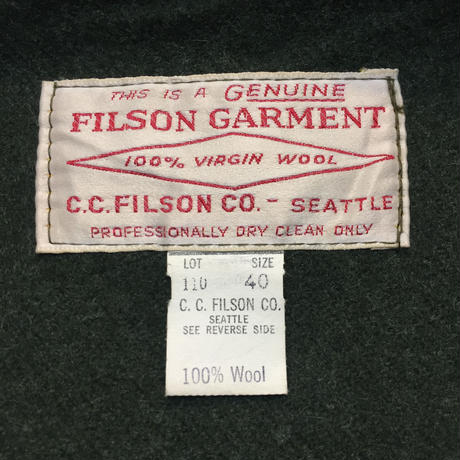 THIS IS A GENUINE
FILSON GARMENT
100% VIRGIN WOOL
C.C. FILSON CO. - SEATTLE
PROFESSIONALLY DRY CLEAN ONLY
LOT SIZE
110 40
C. C. FILSON CO.
SEATTLE
SEE REVERSE SIDE
100% Wool